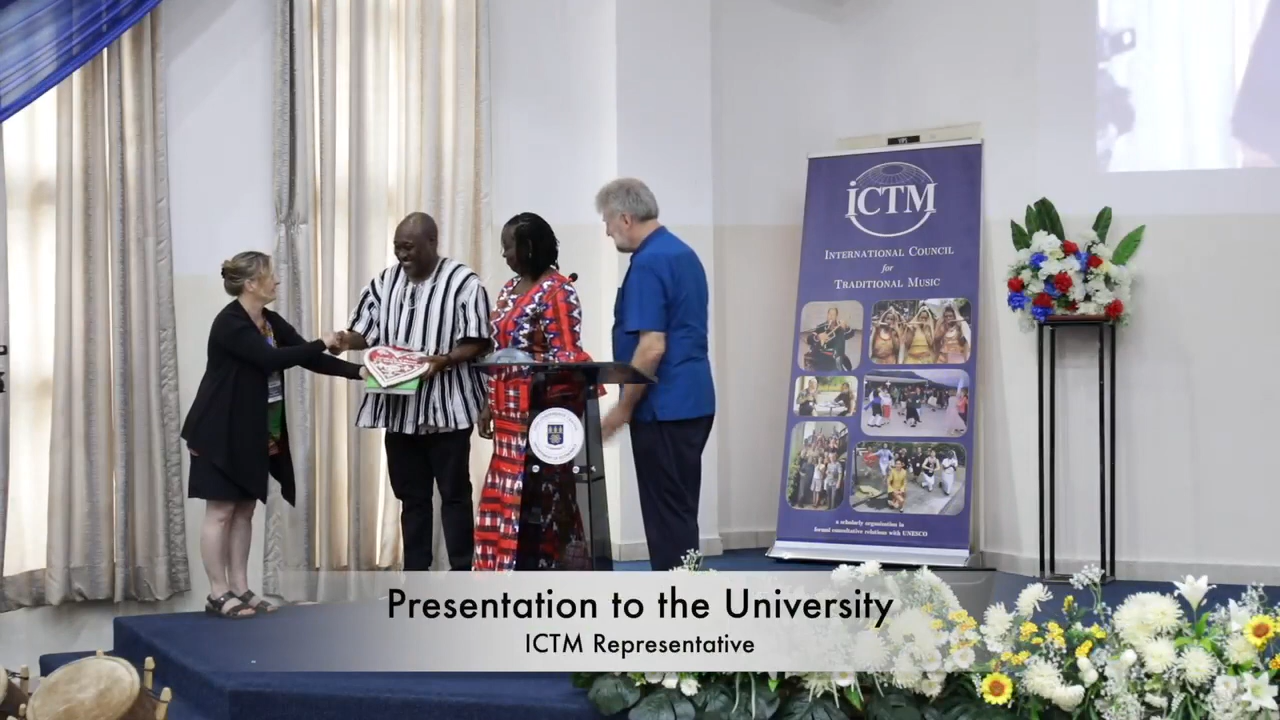 iCTM
INTERNATIONAL COUNCIL
for
TRADITIONAL MUSIC
a scholarly organization in
formal consultative relations with UNESCO
Presentation to the University
ICTM Representative